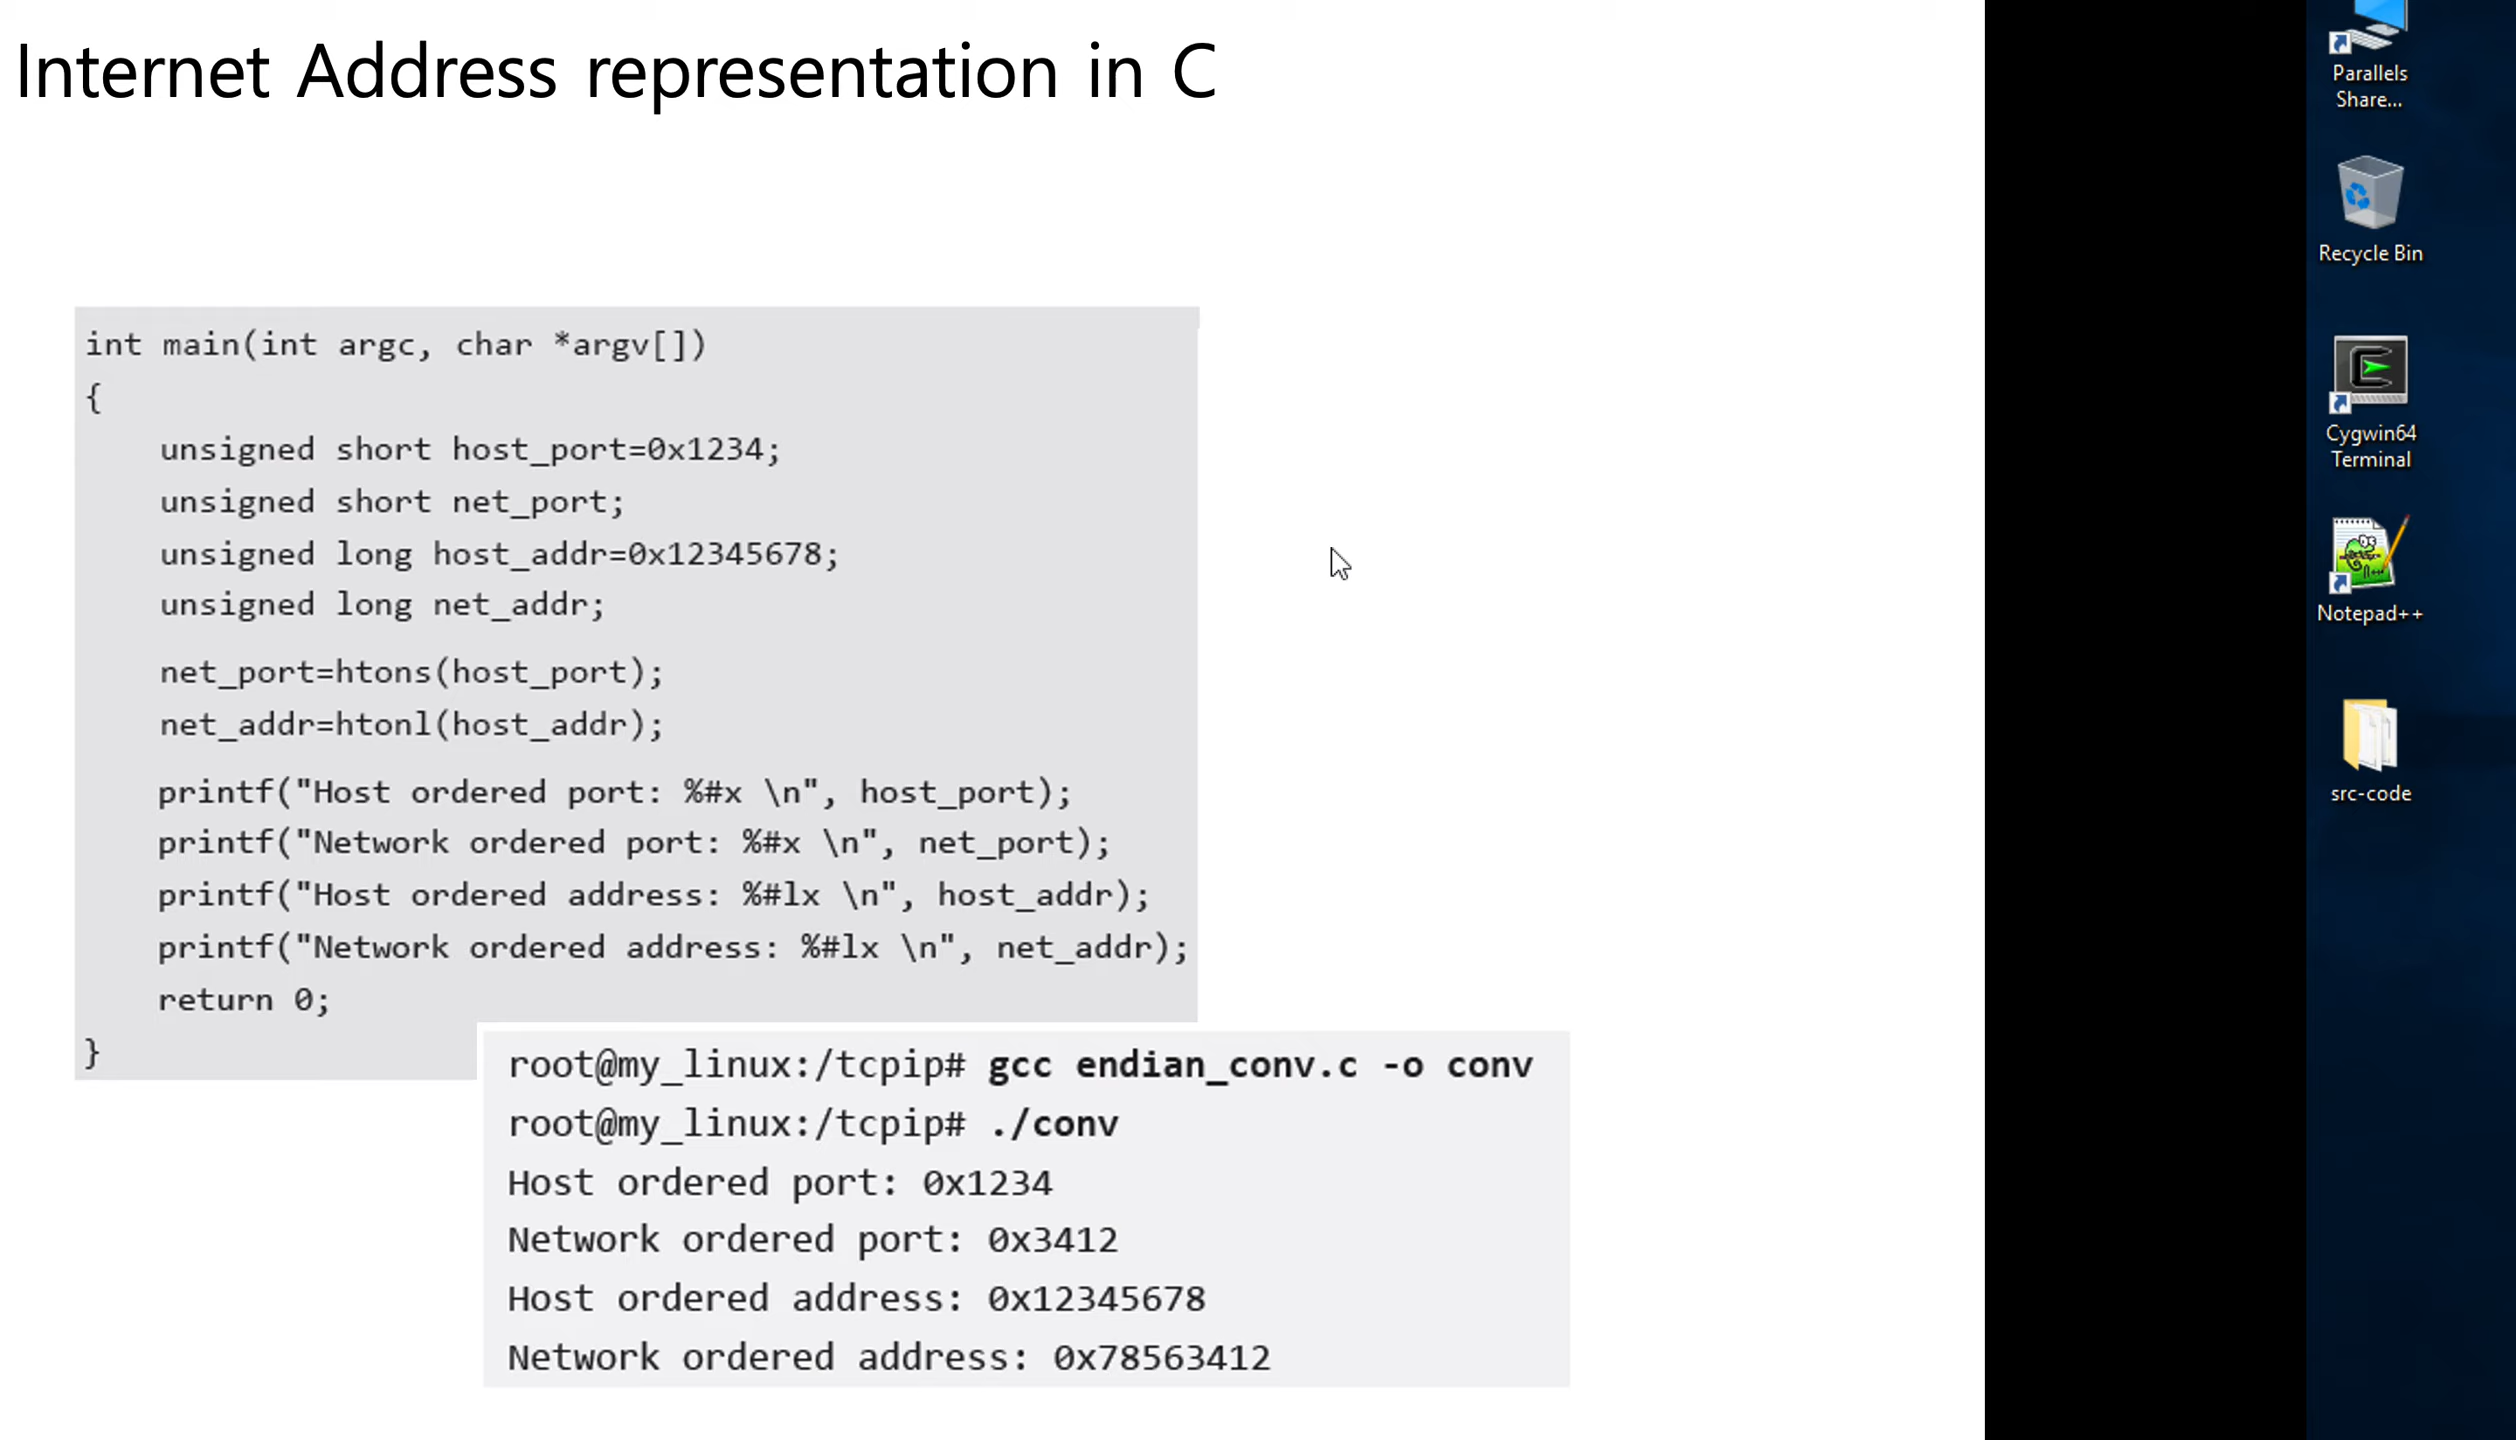 Internet Address representation in C
int main(int argc, char *argv[])
{
unsigned short host_port=0x1234;
unsigned short net_port;
unsigned long host_addr=0x12345678;
unsigned long net_addr;
net_port=htons(host_port);
net_addr=htonl(host_addr);
printf("Host ordered port: %#x \n", host_port);
printf("Network ordered port: %#x \n", net_port);
printf("Host ordered address: %#lx \n", host_addr);
printf("Network ordered address: %#lx \n", net_addr);
return 0;
}
root@my_linux:/tcpip# gcc endian_conv.c -o conv
root@my_linux:/tcpip# ./conv
Host ordered port: 0x1234
Network ordered port: 0x3412
Host ordered address: 0x12345678
Network ordered address: 0x78563412
Parallels
Share...
Recycle Bin
Cygwin64
Terminal
Notepad++
src-code